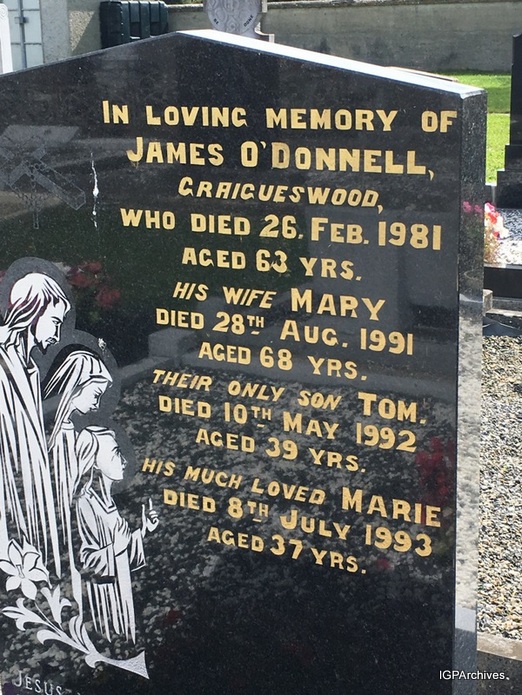 IN LOVING MEMORY OF
JAMES O'DONNELL,
GRAIGUESWOOD,
WHO DIED 26. FEB. 1981
AGED 63 YRS.
HIS WIFE MARY
DIED 28TH AUG. 1991
AGED 68 YRS.
THEIR ONLY SON TOM.
DIED 10TH MAY 1992
AGED 39 YRS.
HIS MUCH LOVED MARIE
DIED 8TH JULY 1993
AGED 37 YRS.
JESUS
IGPArchives